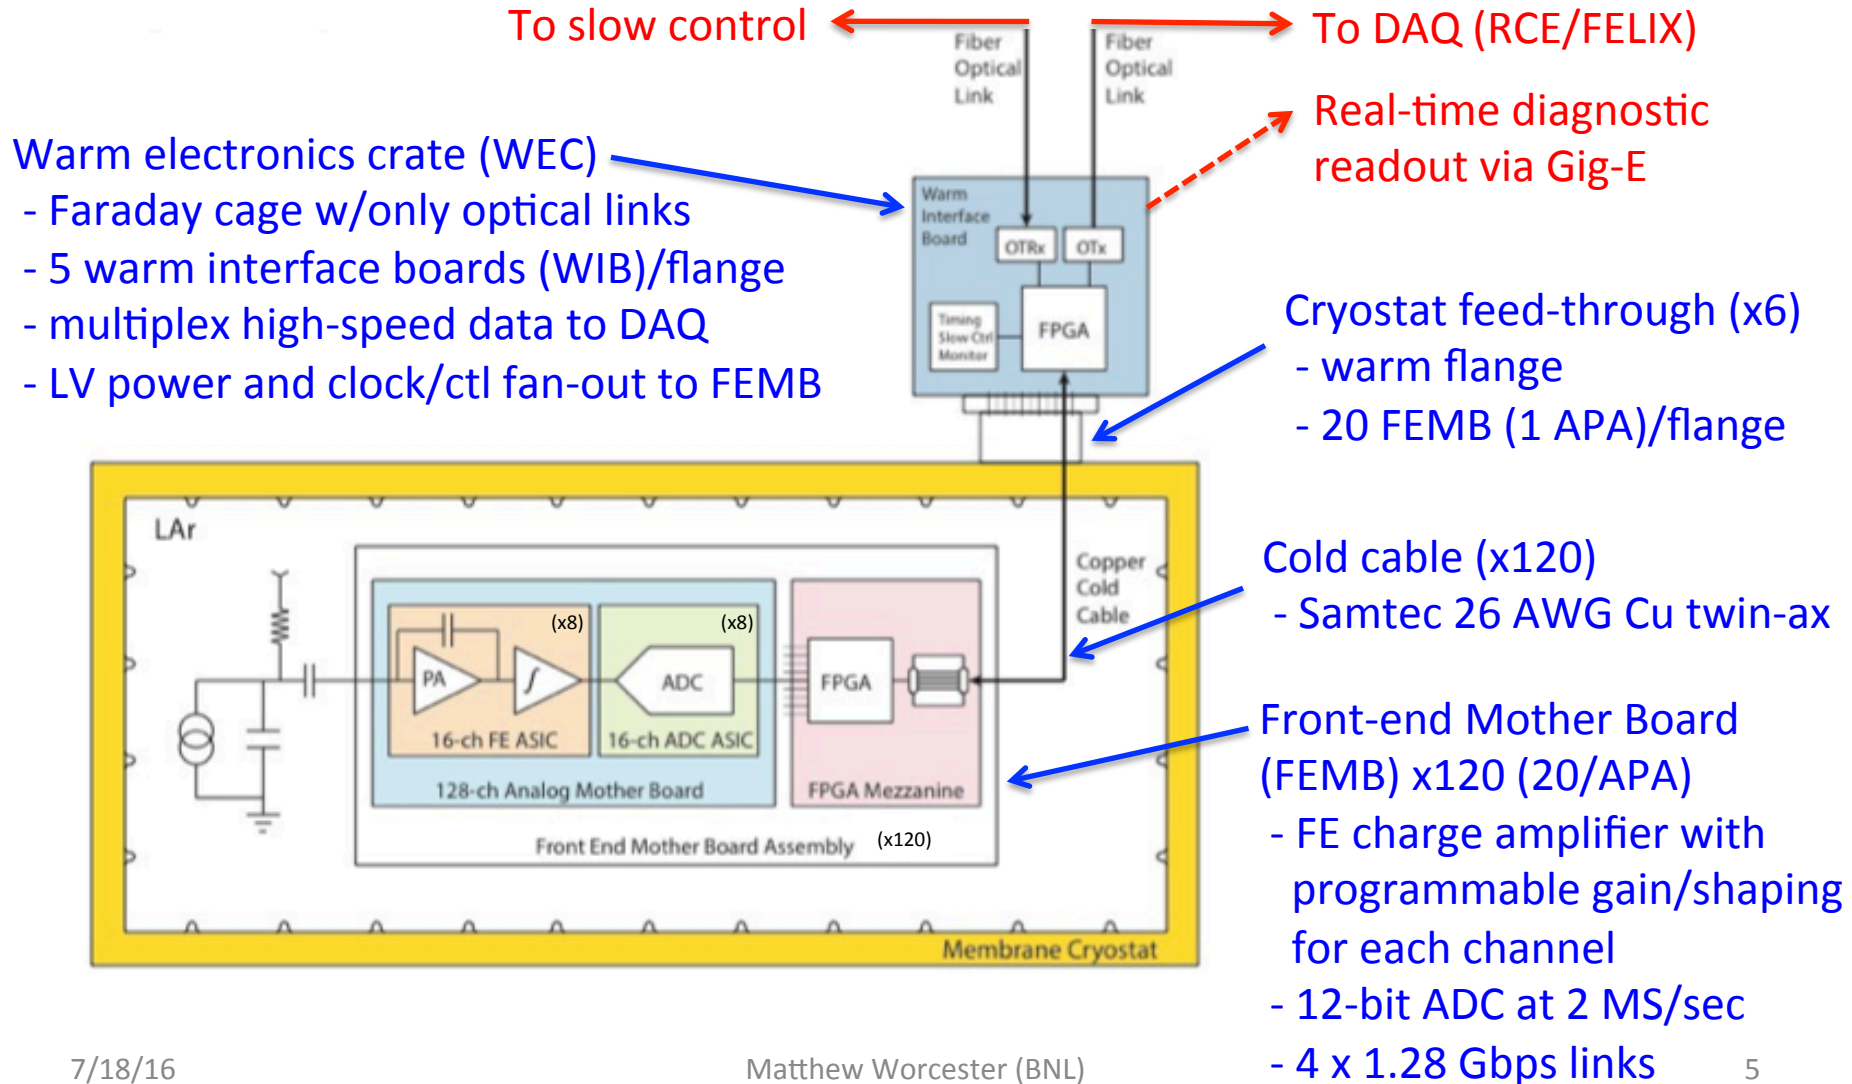 To slow control
To DAQ (RCE/FELIX)
Fiber
Optical
Link
Fiber
Optical
Link
Real-time diagnostic
readout via Gig-E
Warm electronics crate (WEC)
- Faraday cage w/only optical links
- 5 warm interface boards (WIB)/flange
- multiplex high-speed data to DAQ
- LV power and clock/ctl fan-out to FEMB
Warm
Interface
Board
OTRx
OTx
Timing
Slow Ctrl
Monitor
FPGA
Cryostat feed-through (x6)
- warm flange
- 20 FEMB (1 APA)/flange
LAr
Copper
Cold
Cable
Cold cable (x120)
- Samtec 26 AWG Cu twin-ax
(x8)
(x8)
PA
∫
ADC
FPGA
16-ch FE ASIC
16-ch ADC ASIC
128-ch Analog Mother Board
FPGA Mezzanine
Front End Mother Board Assembly (x120)
Membrane Cryostat
Front-end Mother Board
(FEMB) x120 (20/APA)
- FE charge amplifier with
programmable gain/shaping
for each channel
- 12-bit ADC at 2 MS/sec
- 4 x 1.28 Gbps links
7/18/16
Matthew Worcester (BNL)
5